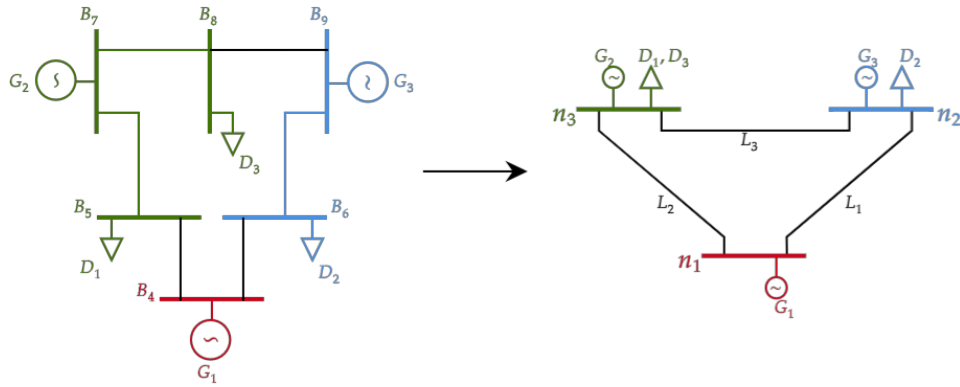 B₇ B₈ B₉
G₂ G₃
D₃
B₅ B₆
D₁ D₂
B₄
G₁
G₂ D₁, D₃ G₃ D₂
n₃ n₂
L₃
L₂ L₁
n₁
G₁